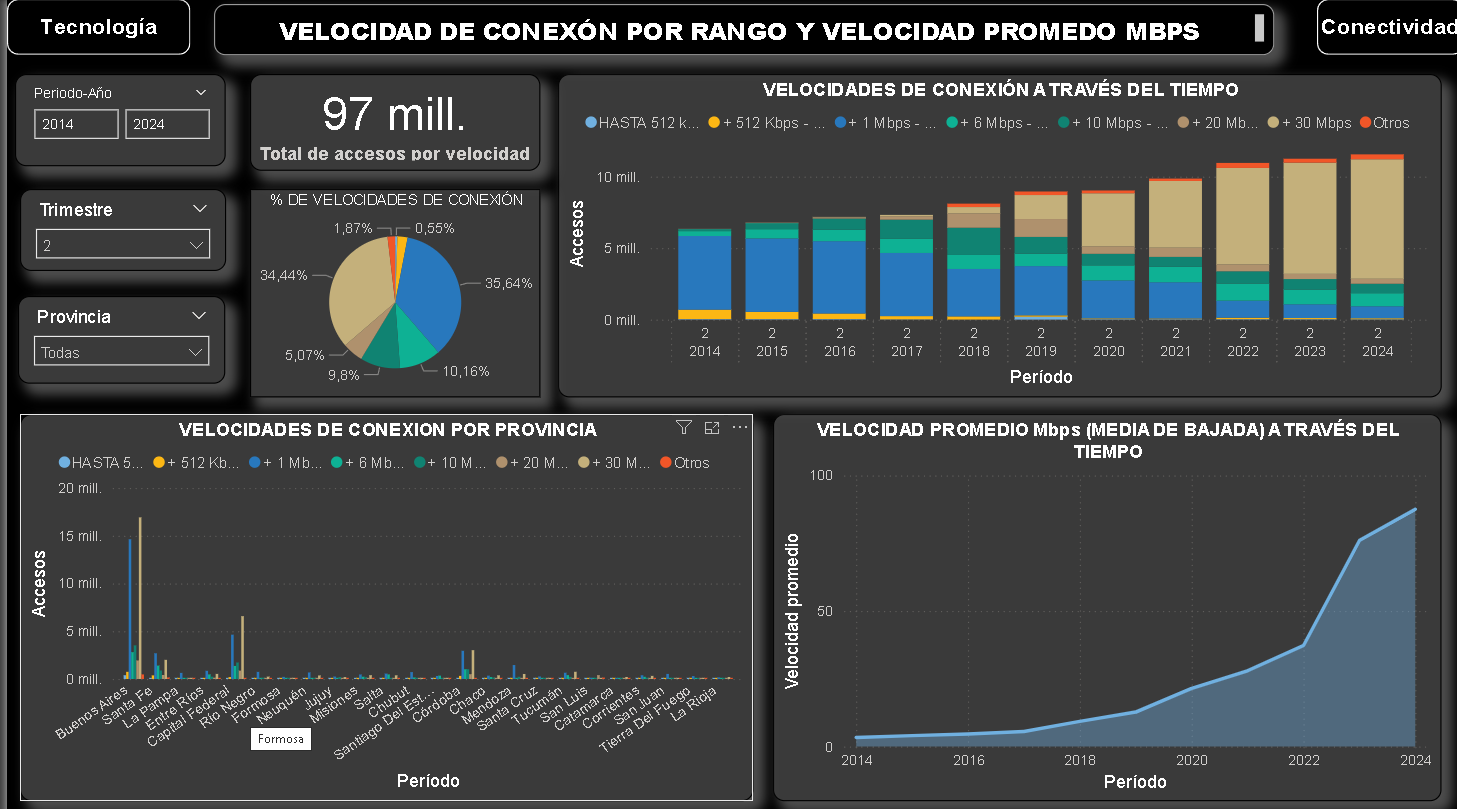 Tecnología
VELOCIDAD DE CONEXÓN POR RANGO Y VELOCIDAD PROMEDO MBPS
Conectividad
Periodo-Año
2014 2024
Trimestre
2
Provincia
Todas
97 mill.
Total de accesos por velocidad
% DE VELOCIDADES DE CONEXIÓN
1,87% 0,55%
34,44% 35,64%
5,07%
9,8% 10,16%
VELOCIDADES DE CONEXIÓN A TRAVÉS DEL TIEMPO
HASTA 512 k... + 512 Kbps - ... + 1 Mbps - ... + 6 Mbps - ... + 10 Mbps - ... + 20 Mb... + 30 Mbps Otros
Accesos
10 mill.
5 mill.
0 mill.
2 2 2 2 2 2 2 2 2 2 2
2014 2015 2016 2017 2018 2019 2020 2021 2022 2023 2024
Período
VELOCIDADES DE CONEXION POR PROVINCIA
HASTA 5... + 512 Kb... + 1 Mb... + 6 Mb... + 10 M... + 20 M... + 30 M... Otros
Accesos
20 mill.
15 mill.
10 mill.
5 mill.
0 mill.
Buenos Aires
Santa Fe
La Pampa
Entre Ríos
Capital Federal
Río Negro
Formosa
Neuquén
Jujuy
Misiones
Salta
Chubut
Santiago Del Est...
Córdoba
Chaco
Mendoza
Santa Cruz
Tucumán
San Luis
Catamarca
Corrientes
San Juan
Tierra Del Fuego
La Rioja
Formosa
Período
VELOCIDAD PROMEDIO Mbps (MEDIA DE BAJADA) A TRAVÉS DEL
TIEMPO
Velocidad promedio
100
50
0
2014 2016 2018 2020 2022 2024
Período